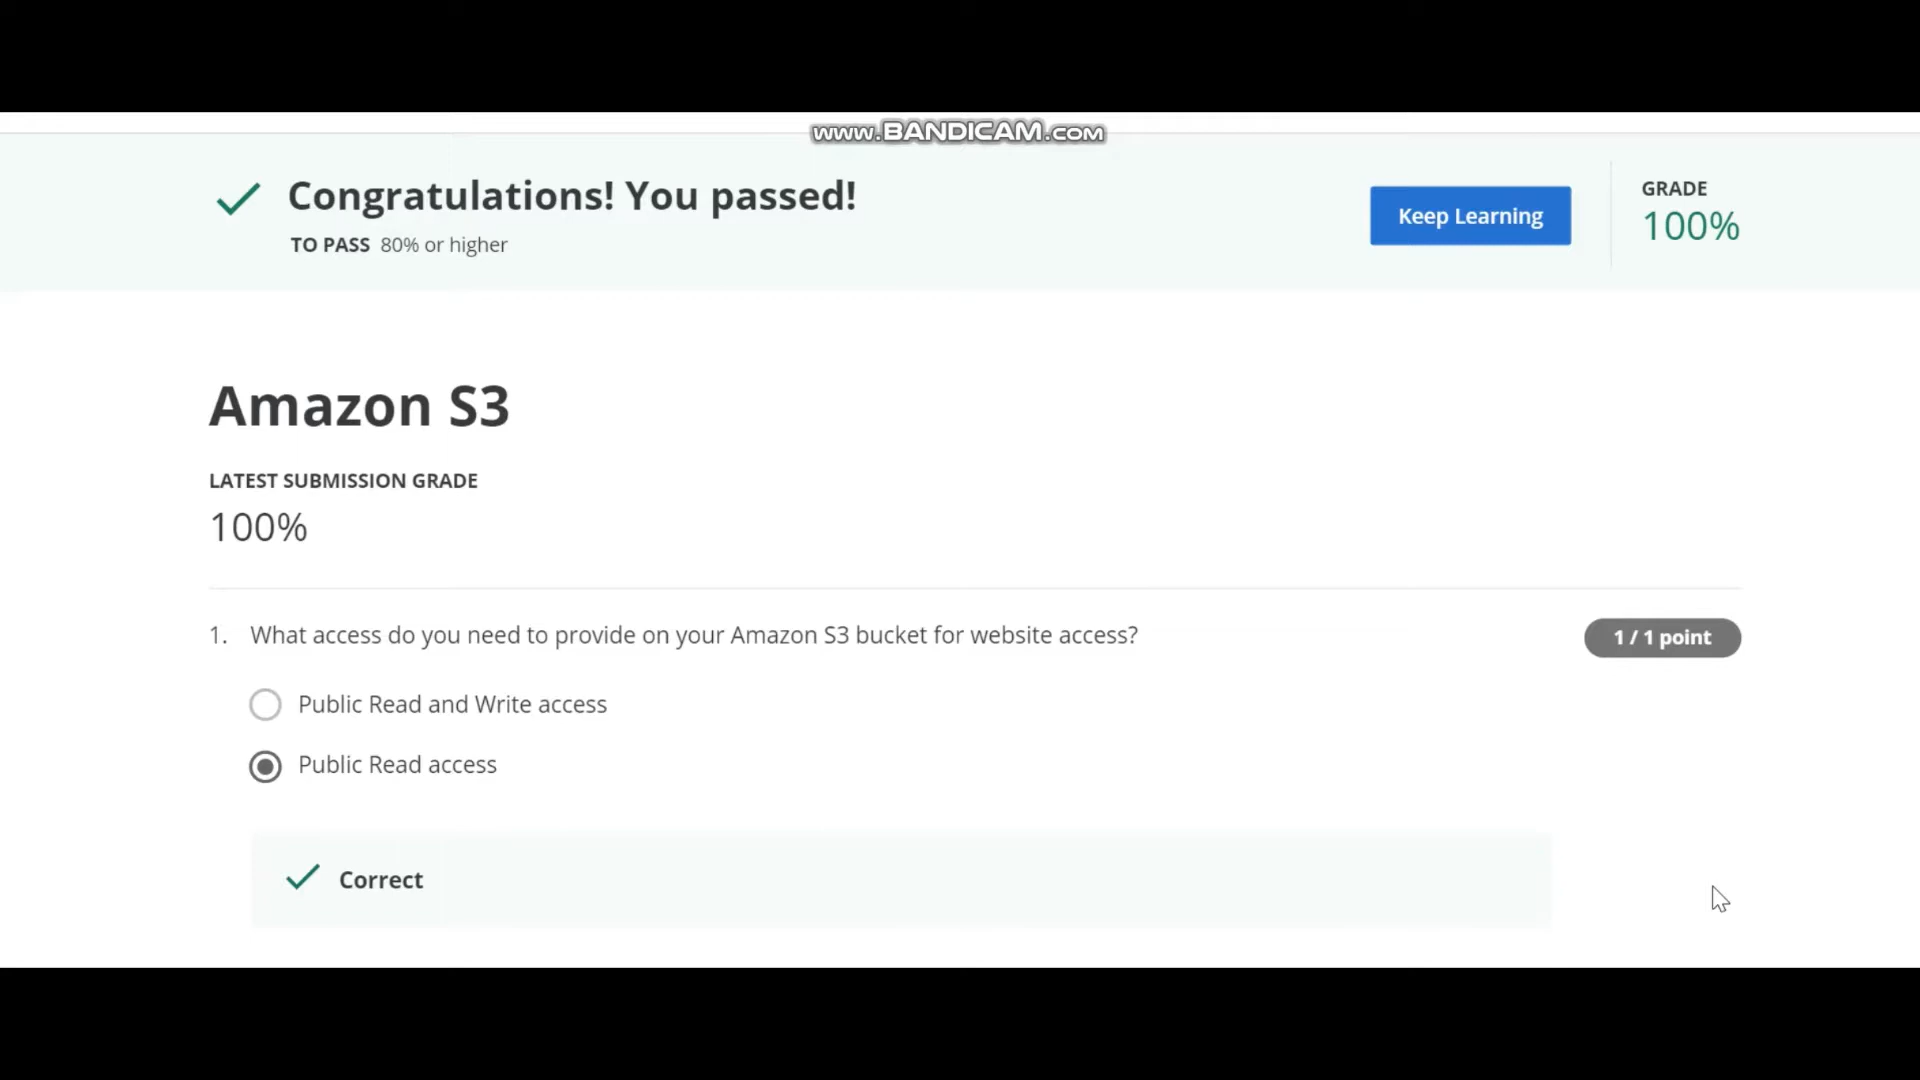 www.BANDICAM.com
Congratulations! You passed!
TO PASS 80% or higher
Keep Learning
GRADE
100%
Amazon S3
LATEST SUBMISSION GRADE
100%
1. What access do you need to provide on your Amazon S3 bucket for website access?
1 / 1 point
Public Read and Write access
Public Read access
Correct